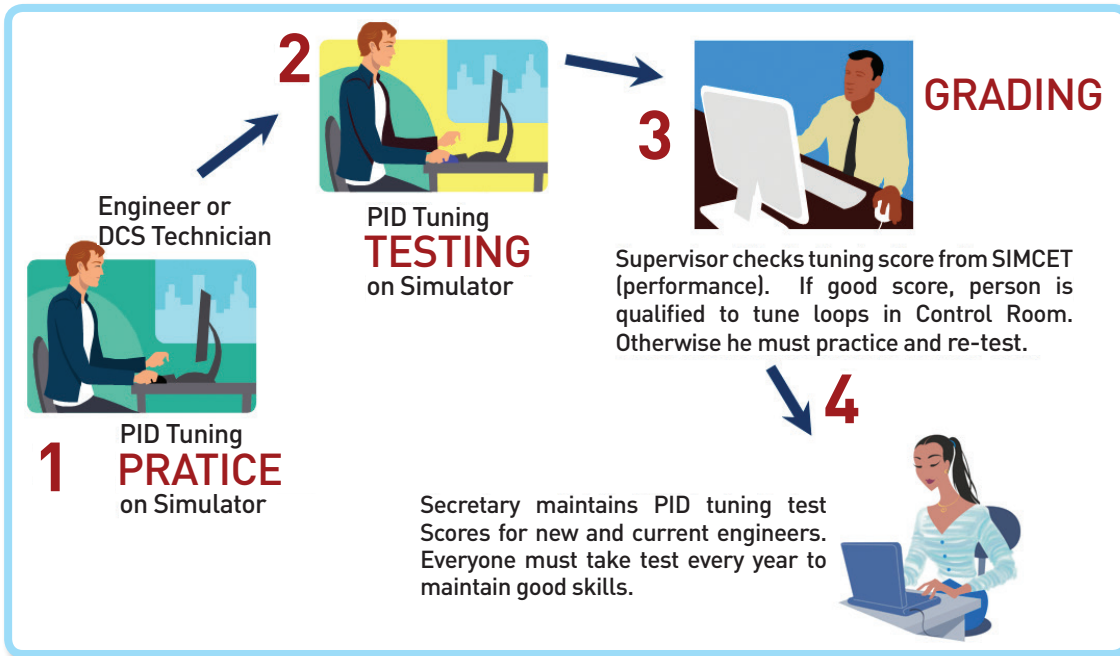 Engineer or
DCS Technician
1
PID Tuning
PRATICE
on Simulator
2
PID Tuning
TESTING
on Simulator
3
GRADING
Supervisor checks tuning score from SIMCET
(performance). If good score, person is
qualified to tune loops in Control Room.
Otherwise he must practice and re-test.
4
Secretary maintains PID tuning test
Scores for new and current engineers.
Everyone must take test every year to
maintain good skills.